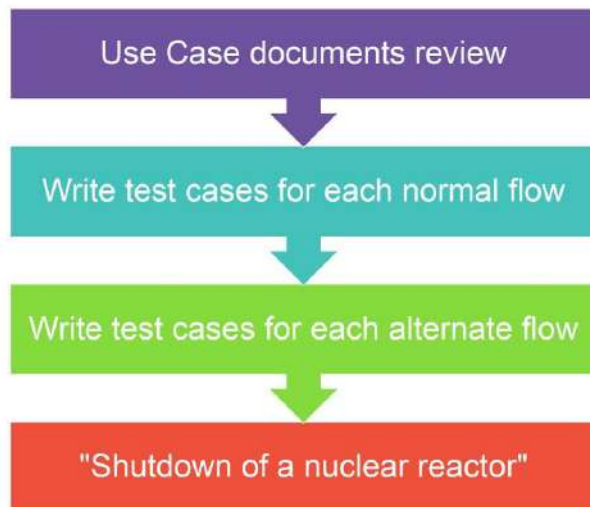 Use Case documents review
Write test cases for each normal flow
Write test cases for each alternate flow
"Shutdown of a nuclear reactor"